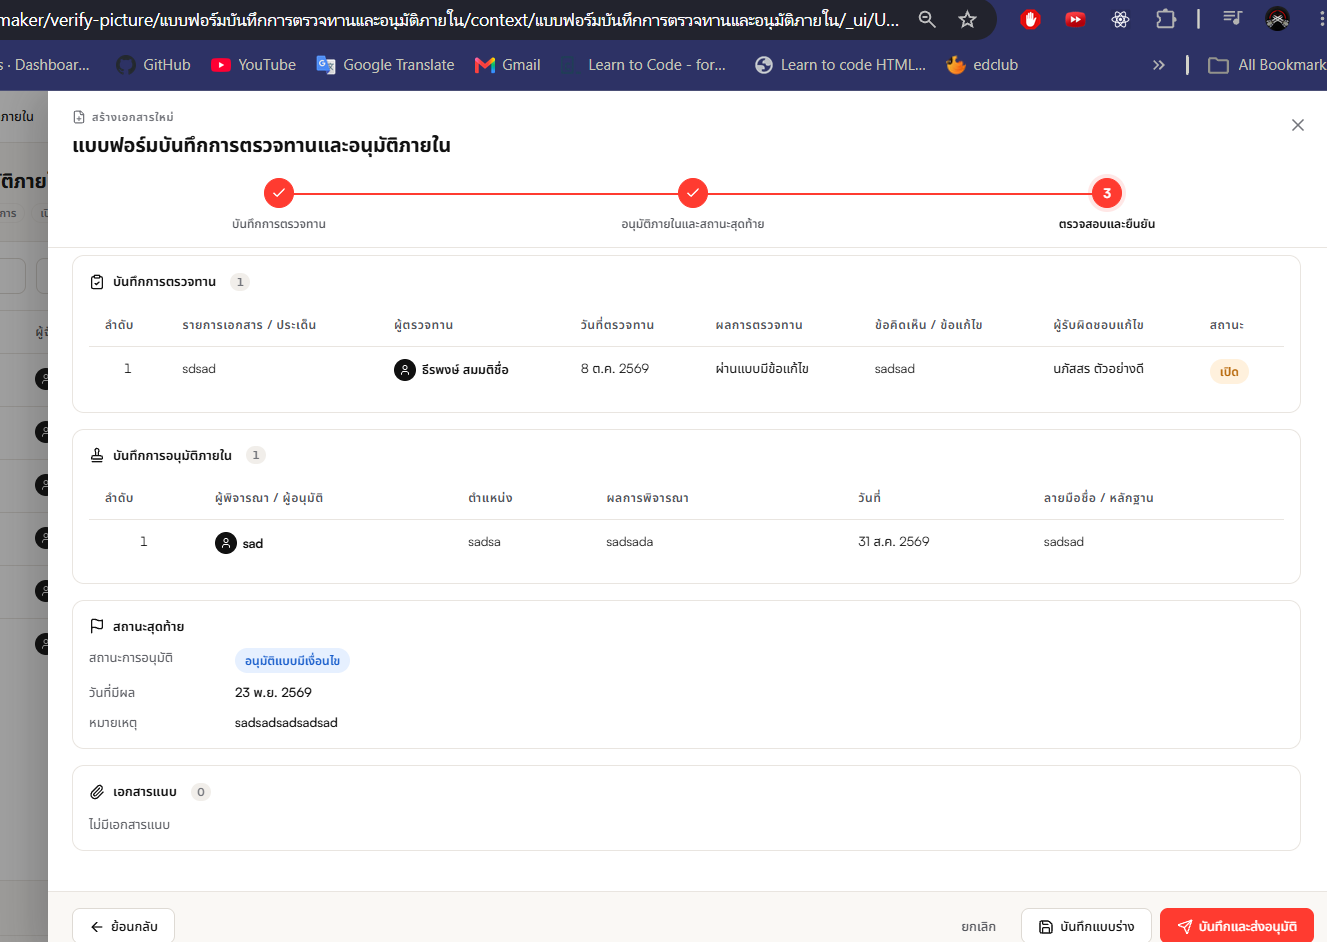 maker/verify-picture/แบบฟอร์มบันทึกการตรวจทานและอนุมัติภายใน/context/แบบฟอร์มบันทึกการตรวจทานและอนุมัติภายใน/_ui/U...
s · Dashboar... GitHub YouTube Google Translate Gmail Learn to Code - for... Learn to code HTML... edclub » All Bookmark
ภายใน
สร้างเอกสารใหม่
แบบฟอร์มบันทึกการตรวจทานและอนุมัติภายใน
3
บันทึกการตรวจทาน อนุมัติภายในและสถานะสุดท้าย ตรวจสอบและยืนยัน
บันทึกการตรวจทาน 1
ลำดับ รายการเอกสาร / ประเด็น ผู้ตรวจทาน วันที่ตรวจทาน ผลการตรวจทาน ข้อคิดเห็น / ข้อแก้ไข ผู้รับผิดชอบแก้ไข สถานะ
1 sdsad ธีรพงษ์ สมมติชื่อ 8 ต.ค. 2569 ผ่านแบบมีข้อแก้ไข sadsad นภัสสร ตัวอย่างดี เปิด
บันทึกการอนุมัติภายใน 1
ลำดับ ผู้พิจารณา / ผู้อนุมัติ ตำแหน่ง ผลการพิจารณา วันที่ ลายมือชื่อ / หลักฐาน
1 sad sadsa sadsada 31 ส.ค. 2569 sadsad
สถานะสุดท้าย
สถานะการอนุมัติ อนุมัติแบบมีเงื่อนไข
วันที่มีผล 23 พ.ย. 2569
หมายเหตุ sadsadsadsadsad
เอกสารแนบ 0
ไม่มีเอกสารแนบ
ย้อนกลับ ยกเลิก บันทึกแบบร่าง บันทึกและส่งอนุมัติ